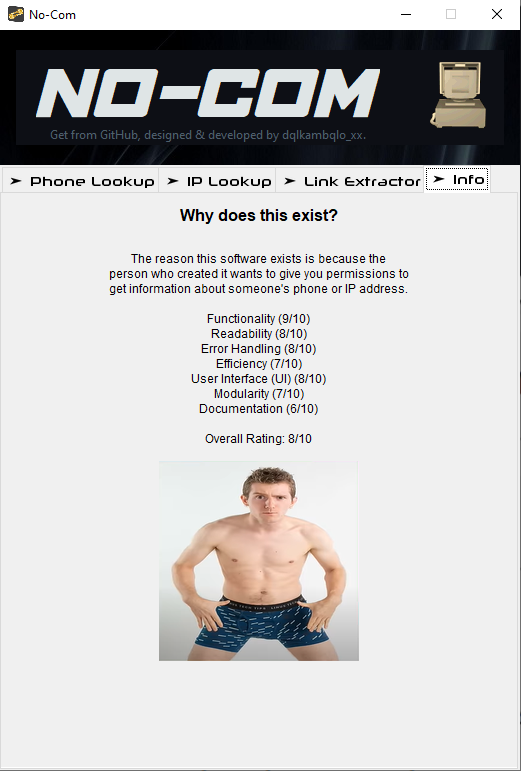 No-Com
NO-COM
Get from GitHub, designed & developed by dqlkambqlo_xx.
➤ Phone Lookup ➤ IP Lookup ➤ Link Extractor ➤ Info
Why does this exist?
The reason this software exists is because the
person who created it wants to give you permissions to
get information about someone's phone or IP address.
Functionality (9/10)
Readability (8/10)
Error Handling (8/10)
Efficiency (7/10)
User Interface (UI) (8/10)
Modularity (7/10)
Documentation (6/10)
Overall Rating: 8/10
LINUS TECH TIPS